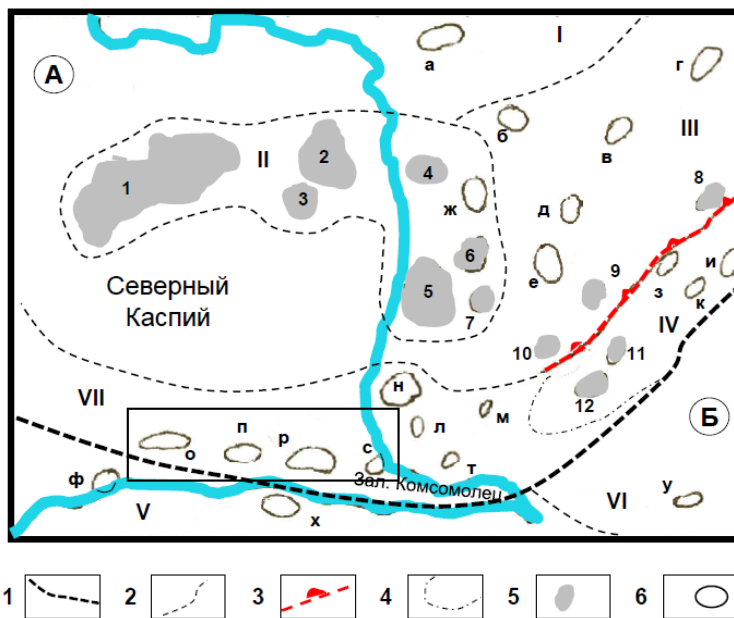 А
а
I
г
б
в
III
II
1
2
3
4
ж
д
8
6
е
9
з
и
к
5
7
Северный
Каспий
IV
10
11
12
н
VII
л
м
Б
п
р
о
с
т
Зал. Комсомолец
ф
V
х
VI
у
1
2
3
4
5
6